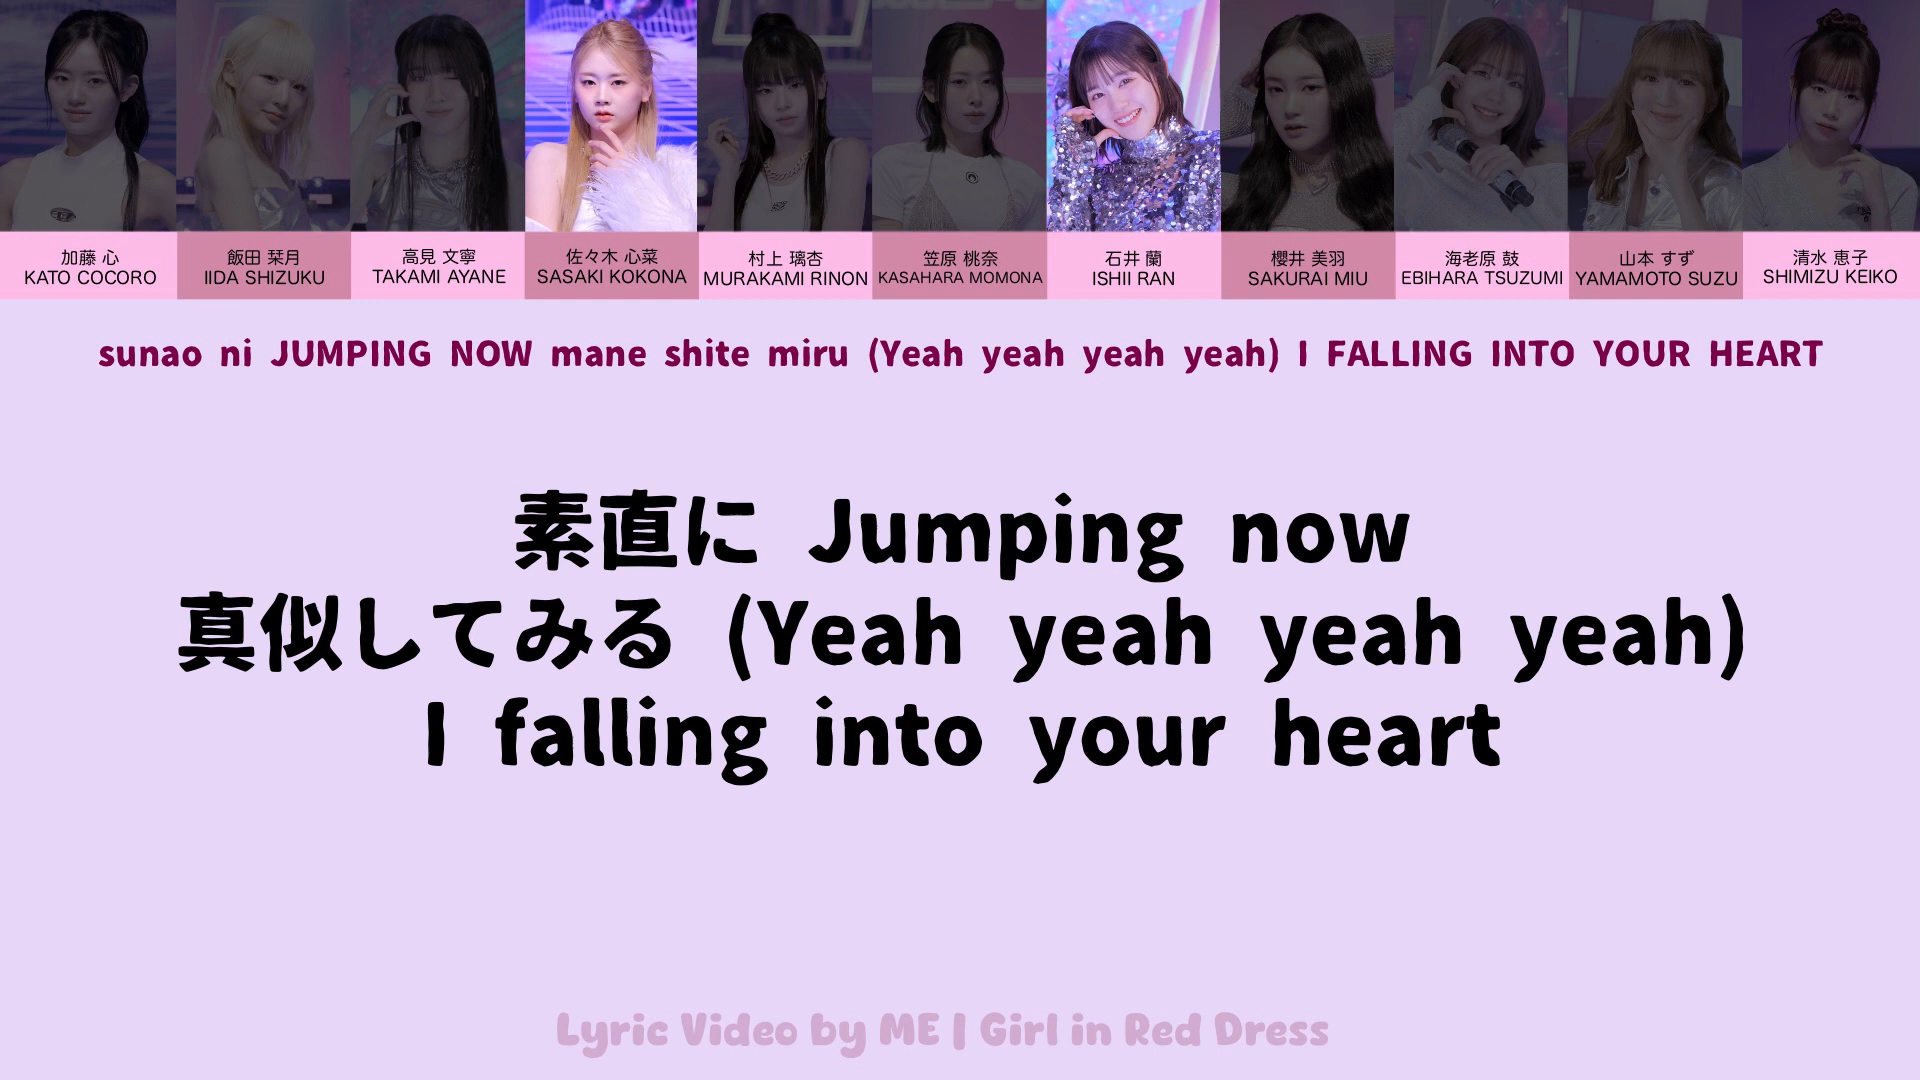 加藤 心
KATO COCORO
飯田 栞月
IIDA SHIZUKU
高見 文寧
TAKAMI AYANE
佐々木 心菜
SASAKI KOKONA
村上 璃杏
MURAKAMI RINON
笠原 桃奈
KASAHARA MOMONA
石井 蘭
ISHII RAN
櫻井 美羽
SAKURAI MIU
海老原 鼓
EBIHARA TSUZUMI
山本 すず
YAMAMOTO SUZU
清水 恵子
SHIMIZU KEIKO
sunao ni JUMPING NOW mane shite miru (Yeah yeah yeah yeah) I FALLING INTO YOUR HEART
素直に Jumping now
真似してみる (Yeah yeah yeah yeah)
I falling into your heart
Lyric Video by ME | Girl in Red Dress